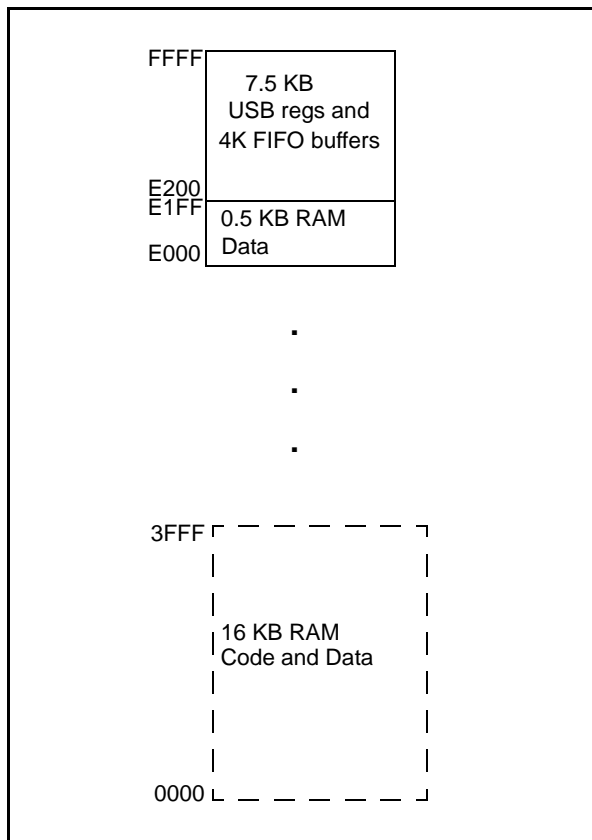 FFFF
7.5 KB
USB regs and
4K FIFO buffers
E200
E1FF
0.5 KB RAM
Data
E000
3FFF
16 KB RAM
Code and Data
0000